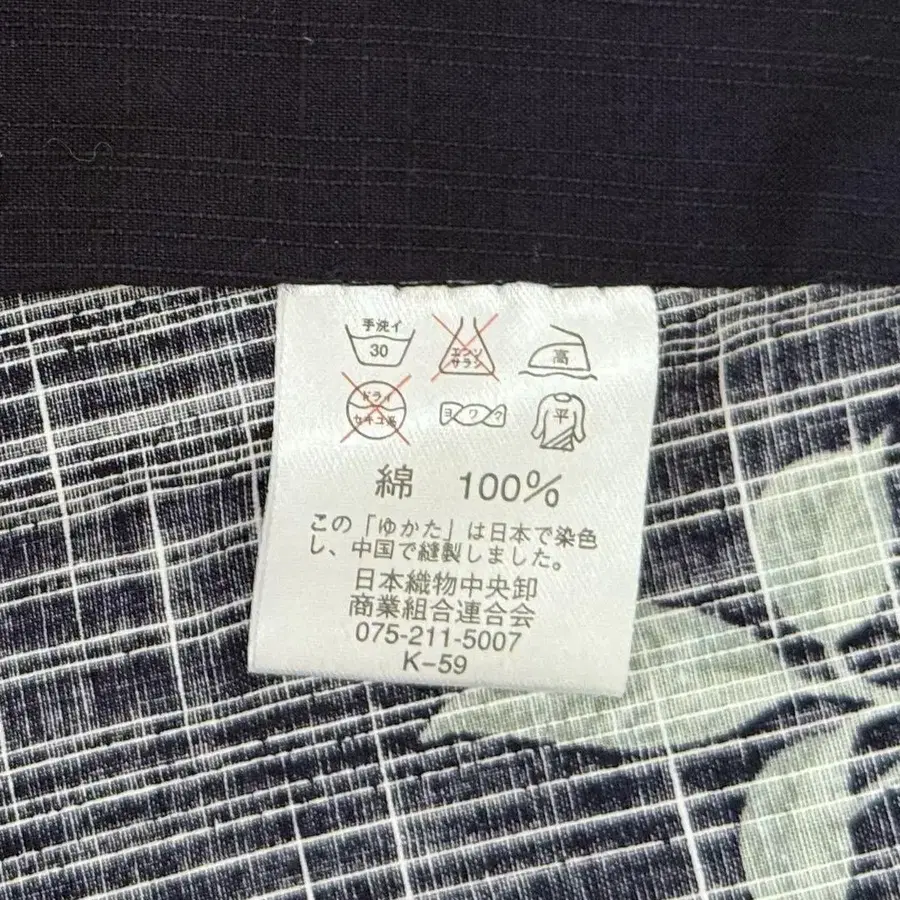 手洗イ
30
エンソ
サラシ
高
ドライ
セキユ系
ヨワク
平
綿 100%
この「ゆかた」は日本で染色
し、中国で縫製しました。
日本織物中央卸
商業組合連合会
075-211-5007
K-59